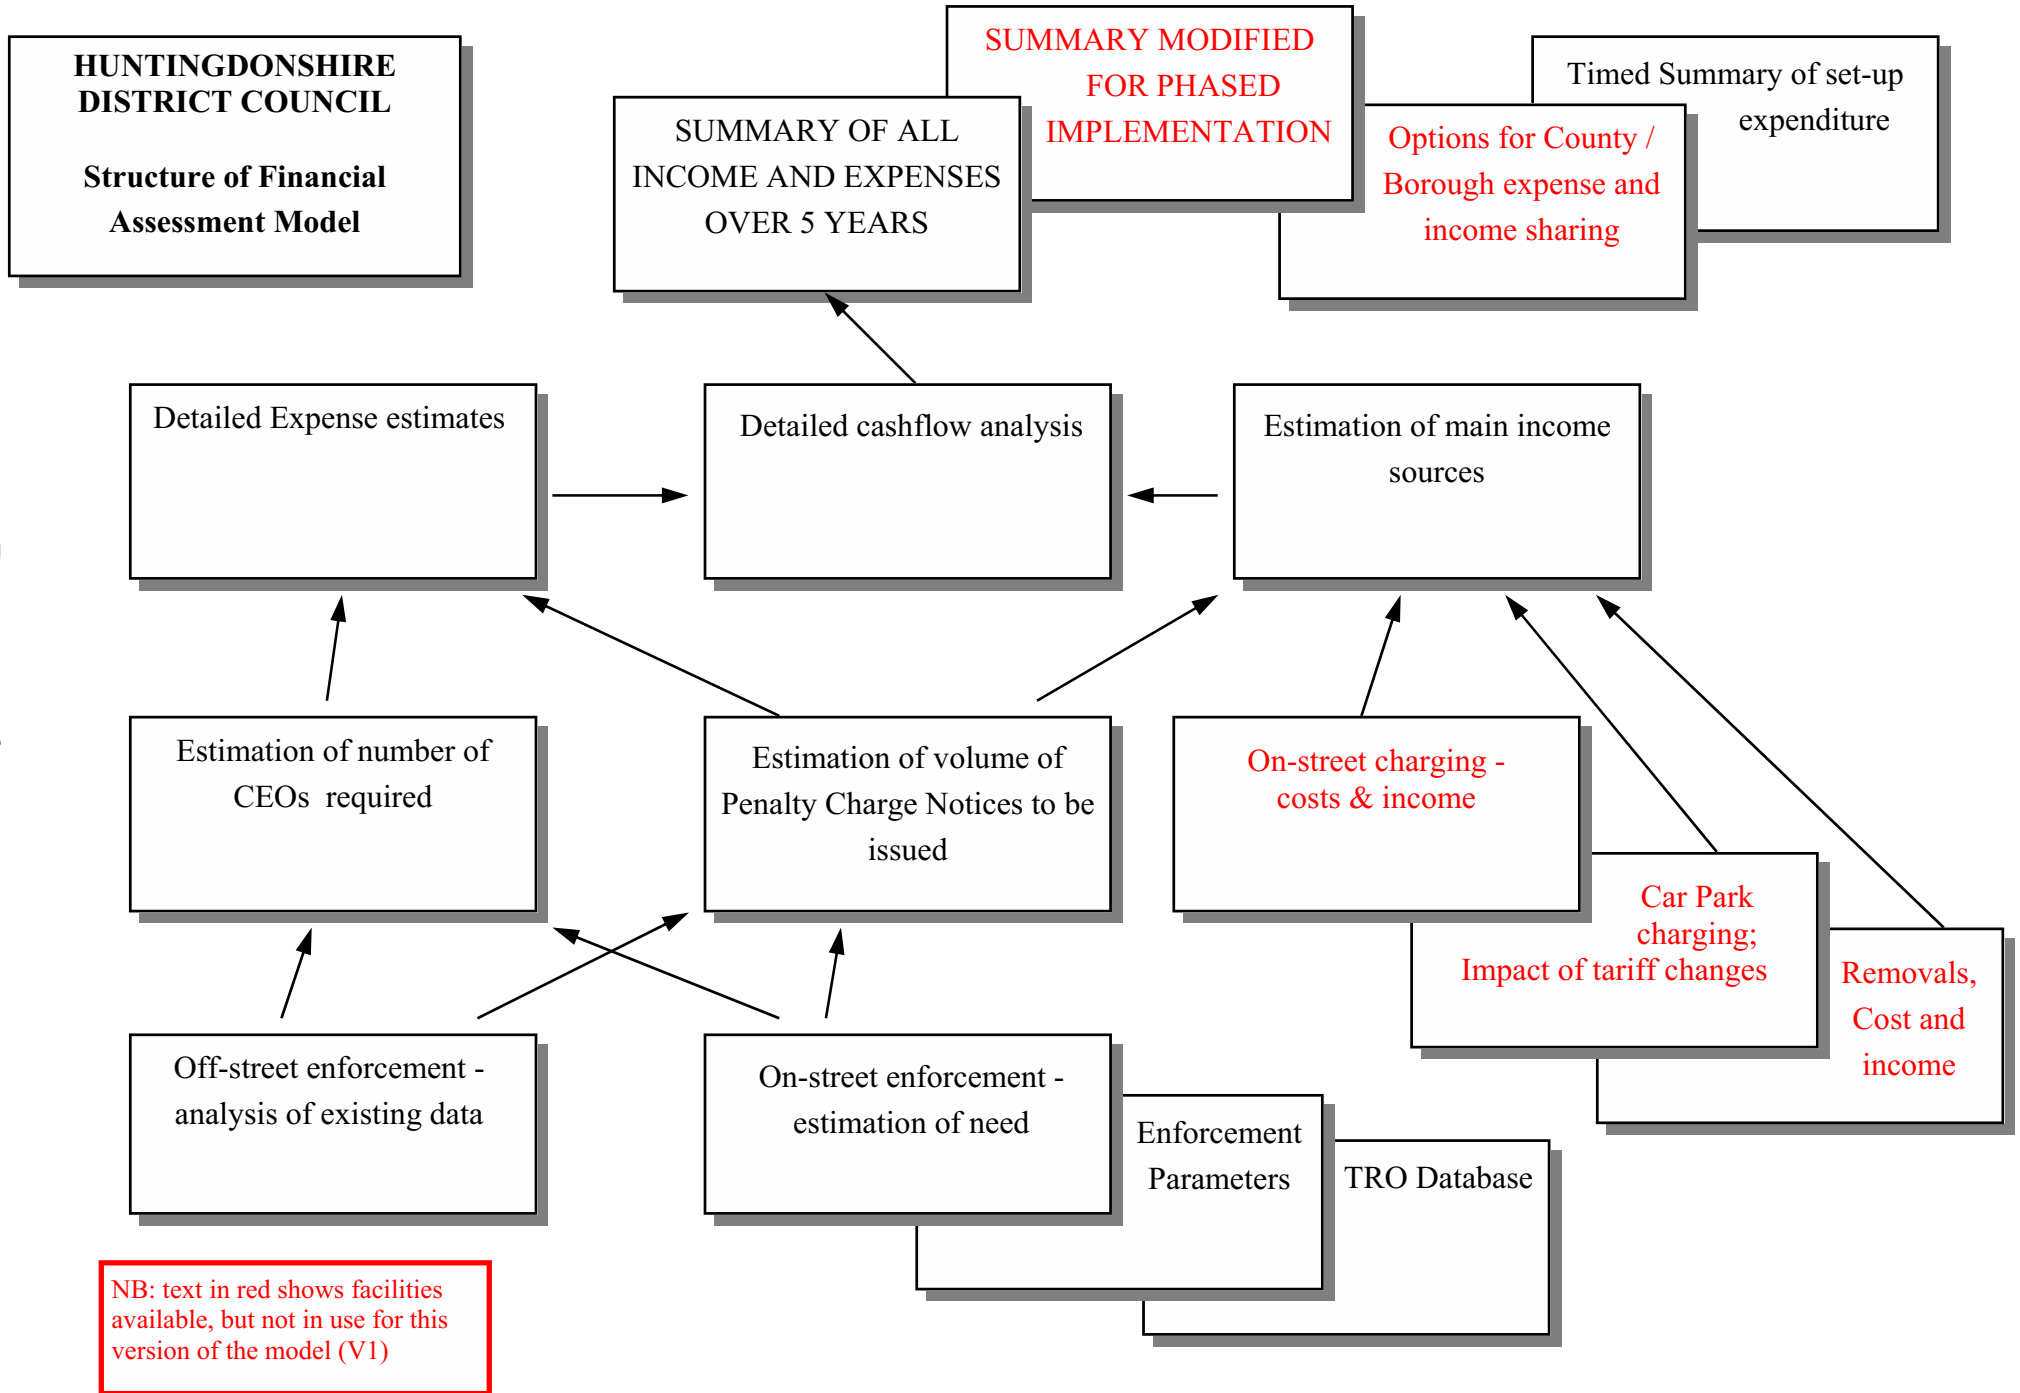 HUNTINGDONSHIRE
DISTRICT COUNCIL
Structure of Financial
Assessment Model
SUMMARY OF ALL
INCOME AND EXPENSES
OVER 5 YEARS
SUMMARY MODIFIED
FOR PHASED
IMPLEMENTATION
Options for County /
Borough expense and
income sharing
Timed Summary of set-up
expenditure
Detailed Expense estimates
Detailed cashflow analysis
Estimation of main income
sources
Estimation of number of
CEOs  required
Estimation of volume of
Penalty Charge Notices to be
issued
On-street charging -
costs & income
Car Park
charging;
Impact of tariff changes
Removals,
Cost and
income
Off-street enforcement -
analysis of existing data
On-street enforcement -
estimation of need
Enforcement
Parameters
TRO Database
NB: text in red shows facilities
available, but not in use for this
version of the model (V1)